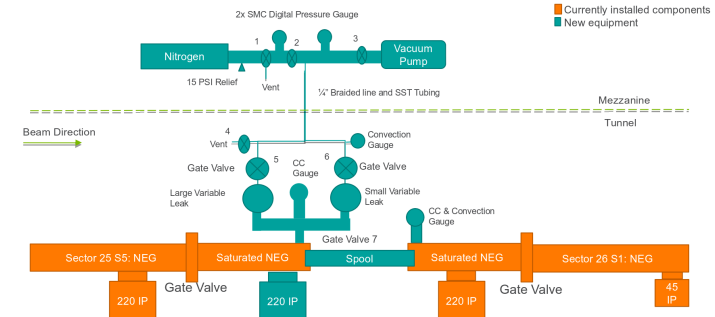 Currently installed components
New equipment
2x SMC Digital Pressure Gauge
1
2
3
Nitrogen
Vacuum
Pump
15 PSI Relief
Vent
¼" Braided line and SST Tubing
Mezzanine
Tunnel
Beam Direction
4
Vent
Convection
Gauge
5
6
Gate Valve
CC
Gauge
Gate Valve
Large Variable
Leak
Small Variable
Leak
CC & Convection
Gauge
Gate Valve 7
Sector 25 S5: NEG
Saturated NEG
Spool
Saturated NEG
Sector 26 S1: NEG
Gate Valve
Gate Valve
220 IP
220 IP
220 IP
45
IP